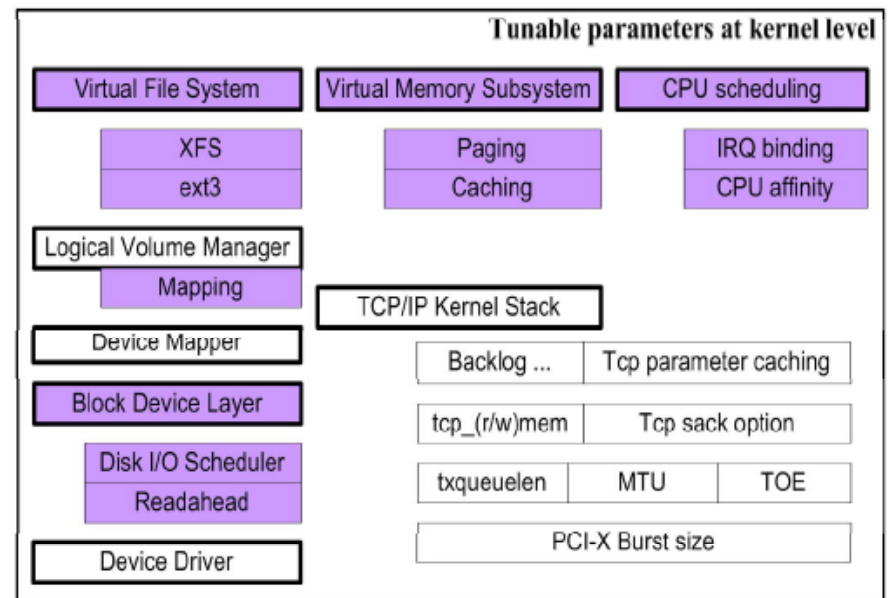 Tunable parameters at kernel level
Virtual File System
XFS
ext3
Logical Volume Manager
Mapping
Device Mapper
Block Device Layer
Disk I/O Scheduler
Readahead
Device Driver
Virtual Memory Subsystem
Paging
Caching
CPU scheduling
IRQ binding
CPU affinity
TCP/IP Kernel Stack
Backlog ...
Tcp parameter caching
tcp_(r/w)mem
Tcp sack option
txqueuelen
MTU
TOE
PCI-X Burst size